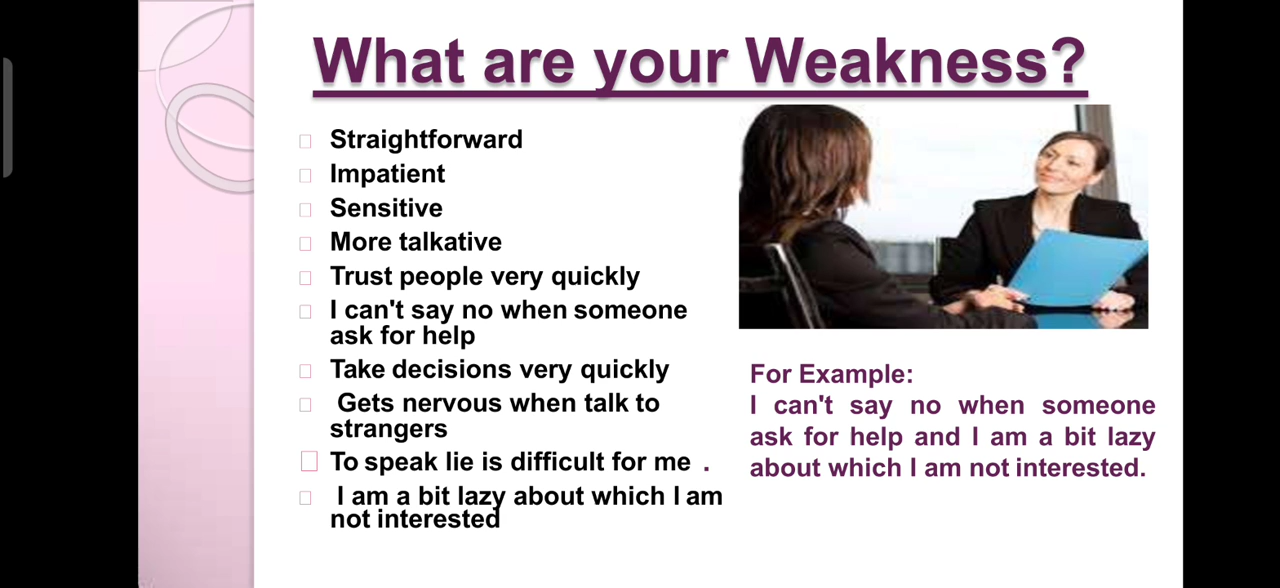 What are your Weakness?
Straightforward
Impatient
Sensitive
More talkative
Trust people very quickly
I can't say no when someone
ask for help
Take decisions very quickly
Gets nervous when talk to
strangers
To speak lie is difficult for me .
I am a bit lazy about which I am
not interested
For Example:
I can't say no when someone
ask for help and I am a bit lazy
about which I am not interested.